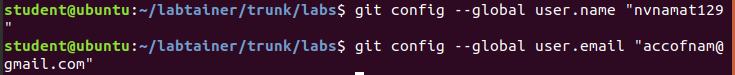 student@ubuntu:~/labtainer/trunk/labs$ git config --global user.name "nvnamat129
"
student@ubuntu:~/labtainer/trunk/labs$ git config --global user.email "accofnam@
gmail.com"